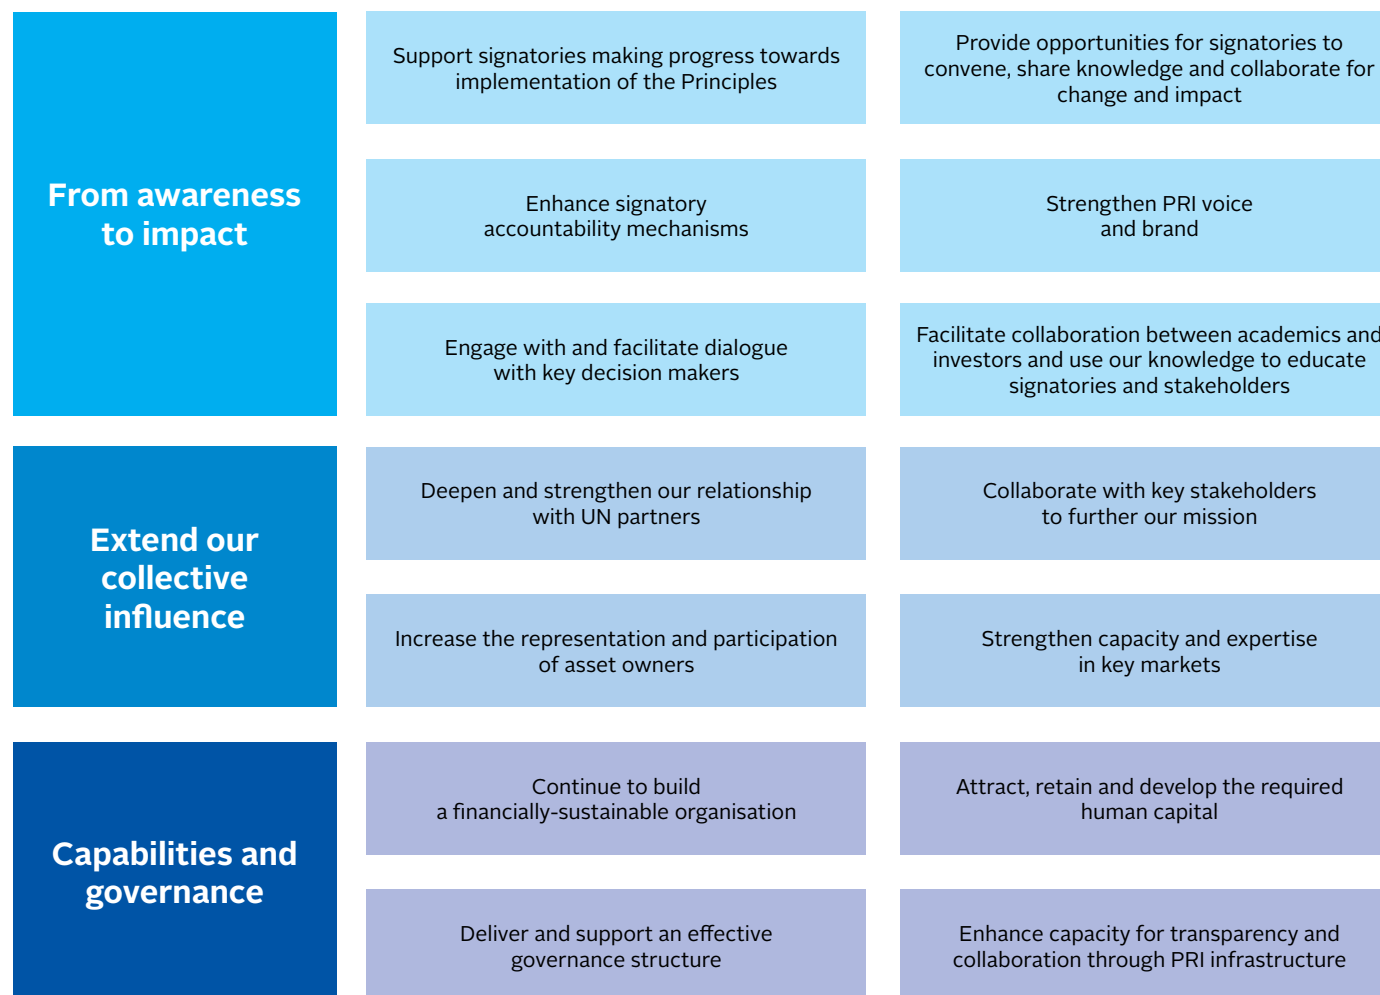 From awareness
to impact
Support signatories making progress towards
implementation of the Principles
Provide opportunities for signatories to
convene, share knowledge and collaborate for
change and impact
Enhance signatory
accountability mechanisms
Strengthen PRI voice
and brand
Engage with and facilitate dialogue
with key decision makers
Facilitate collaboration between academics and
investors and use our knowledge to educate
signatories and stakeholders
Extend our
collective
influence
Deepen and strengthen our relationship
with UN partners
Collaborate with key stakeholders
to further our mission
Increase the representation and participation
of asset owners
Strengthen capacity and expertise
in key markets
Capabilities and
governance
Continue to build
a financially-sustainable organisation
Attract, retain and develop the required
human capital
Deliver and support an effective
governance structure
Enhance capacity for transparency and
collaboration through PRI infrastructure